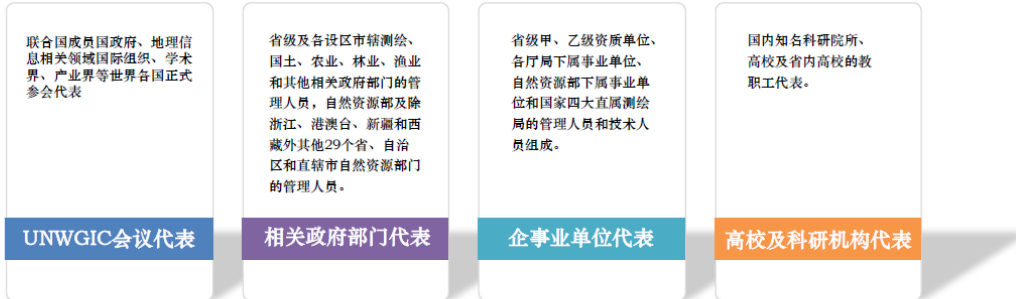 联合国成员国政府、地理信
息相关领域国际组织、学术
界、产业界等世界各国正式
参会代表
UNWGIC会议代表
省级及各设区市辖测绘、
国土、农业、林业、渔业
和其他相关政府部门的管
理人员，自然资源部及除
浙江、港澳台、新疆和西
藏外其他29个省、自治
区和直辖市自然资源部门
的管理人员。
相关政府部门代表
省级甲、乙级资质单位、
各厅局下属事业单位、
自然资源部下属事业单
位和国家四大直属测绘
局的管理人员和技术人
员组成。
企事业单位代表
国内知名科研院所、
高校及省内高校的教
职工代表。
高校及科研机构代表